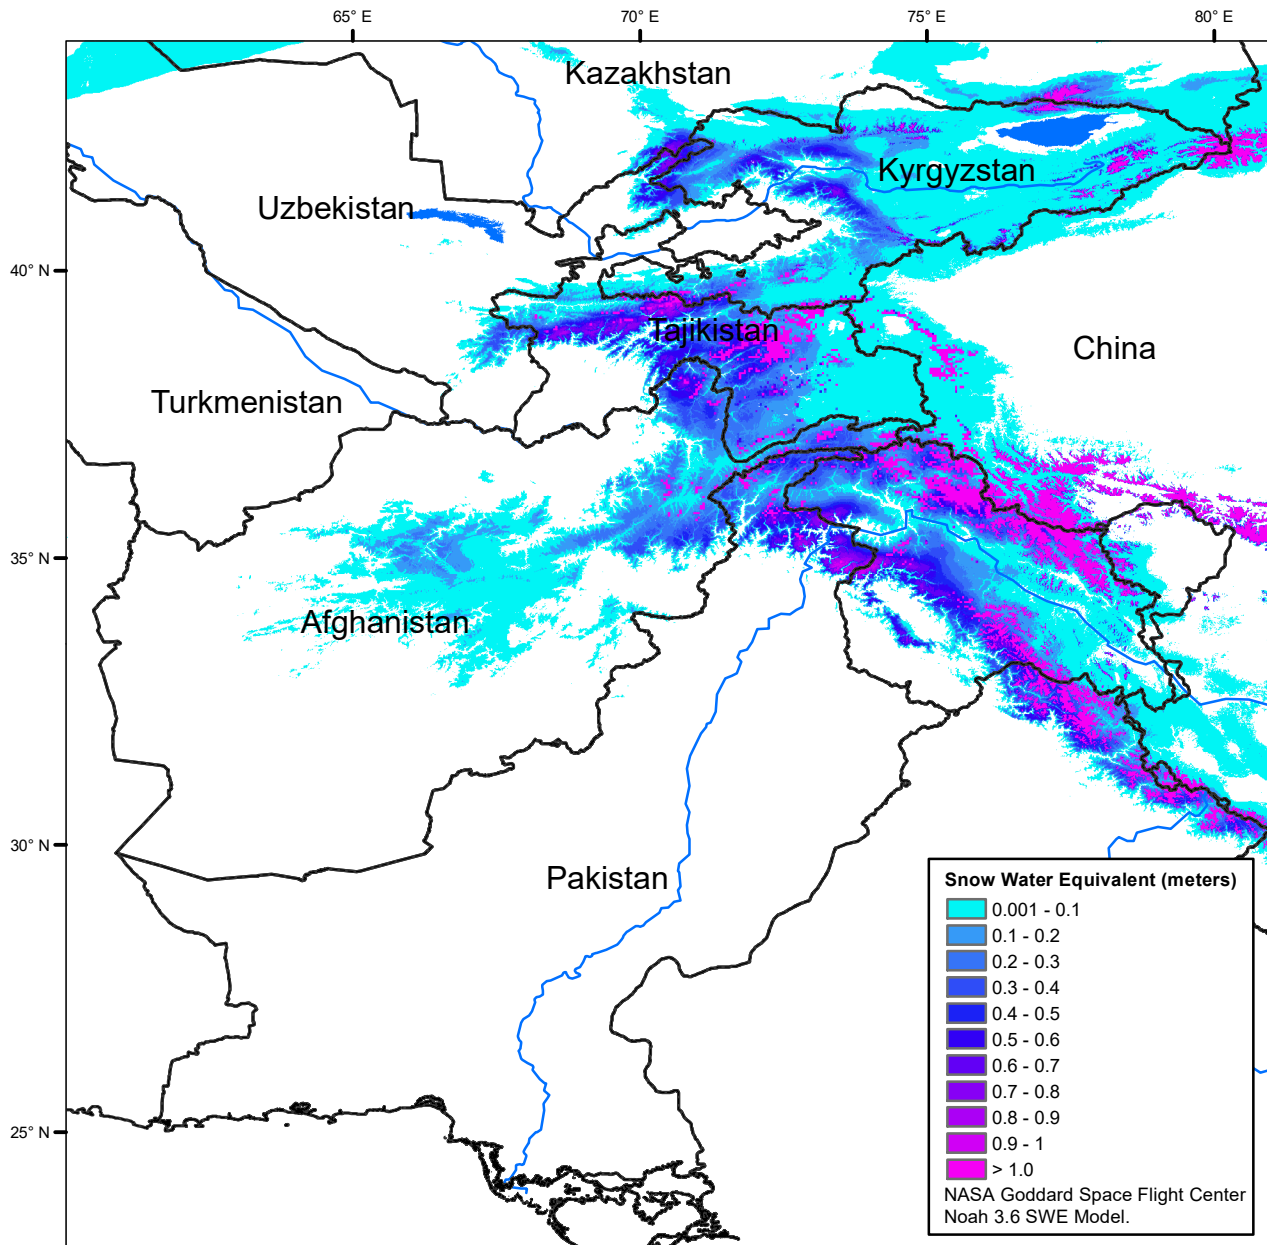 65° E
70° E
75° E
80° E
Kazakhstan
Kyrgyzstan
Uzbekistan
40° N
Tajikistan
China
Turkmenistan
35° N
Afghanistan
30° N
Pakistan
Snow Water Equivalent (meters)
0.001 - 0.1
0.1 - 0.2
0.2 - 0.3
0.3 - 0.4
0.4 - 0.5
0.5 - 0.6
0.6 - 0.7
0.7 - 0.8
0.8 - 0.9
0.9 - 1
> 1.0
25° N
NASA Goddard Space Flight Center
Noah 3.6 SWE Model.